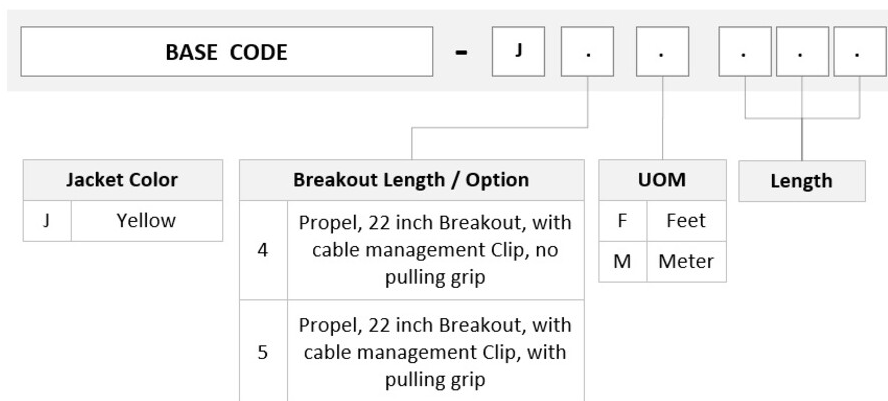 BASE CODE - J . . . . .
Jacket Color
J Yellow
Breakout Length / Option
4 Propel, 22 inch Breakout, with
cable management Clip, no
pulling grip
5 Propel, 22 inch Breakout, with
cable management Clip, with
pulling grip
UOM
F Feet
M Meter
Length